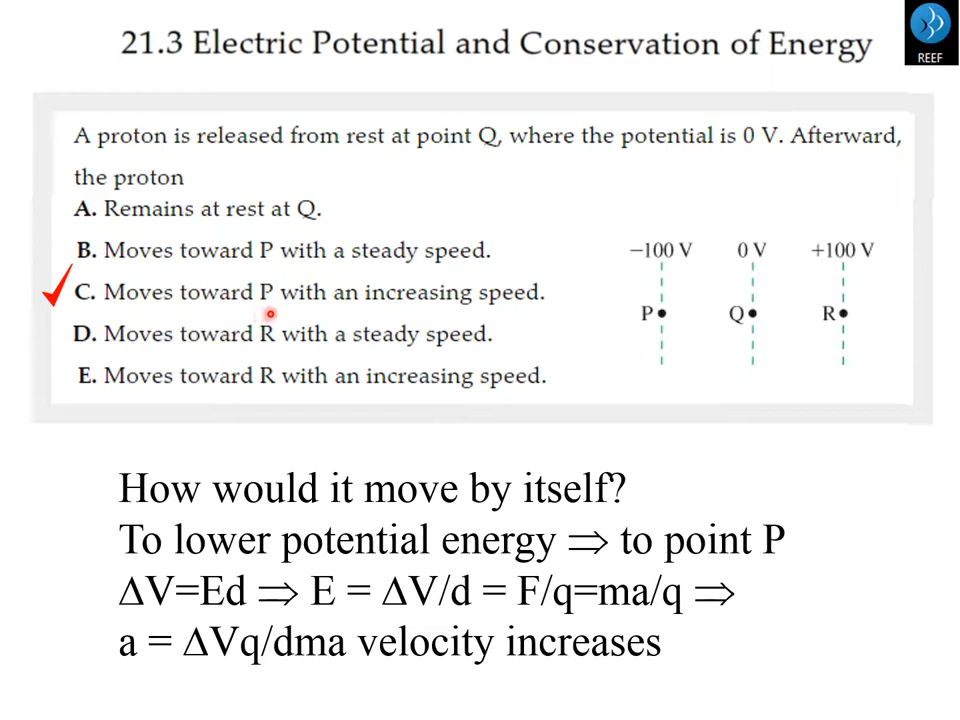 21.3 Electric Potential and Conservation of Energy
REEF
A proton is released from rest at point Q, where the potential is 0 V. Afterward,
the proton
A. Remains at rest at Q.
B. Moves toward P with a steady speed.
C. Moves toward P with an increasing speed.
D. Moves toward R with a steady speed.
E. Moves toward R with an increasing speed.
−100 V 0 V +100 V
P Q R
How would it move by itself?
To lower potential energy ⇒ to point P
ΔV=Ed ⇒ E = ΔV/d = F/q=ma/q ⇒
a = ΔVq/dma velocity increases